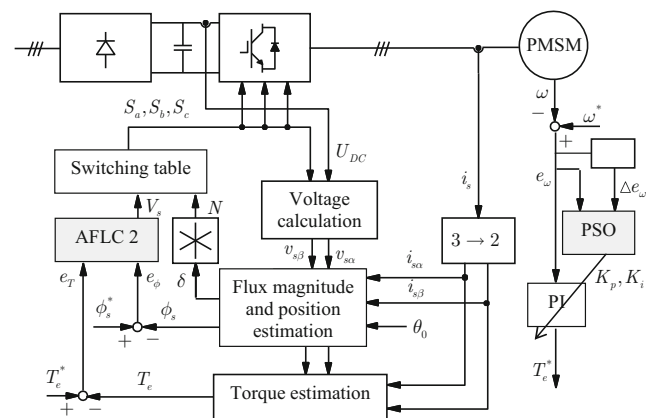 PMSM
ω
−
ω*
+
S_a, S_b, S_c
U_DC
Switching table
V_s
N
Voltage calculation
i_s
e_ω
Δe_ω
AFLC 2
3 → 2
PSO
v_sβ
v_sα
i_sα
e_T
e_ϕ
δ
Flux magnitude
and position
estimation
i_sβ
K_p, K_i
ϕ_s*
ϕ_s
+
−
θ_0
PI
T_e*
T_e
+
−
Torque estimation
T_e*